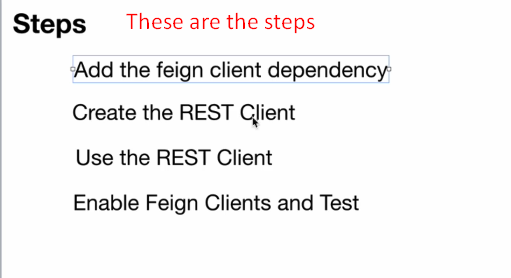 Steps These are the steps
Add the feign client dependency
Create the REST Client
Use the REST Client
Enable Feign Clients and Test